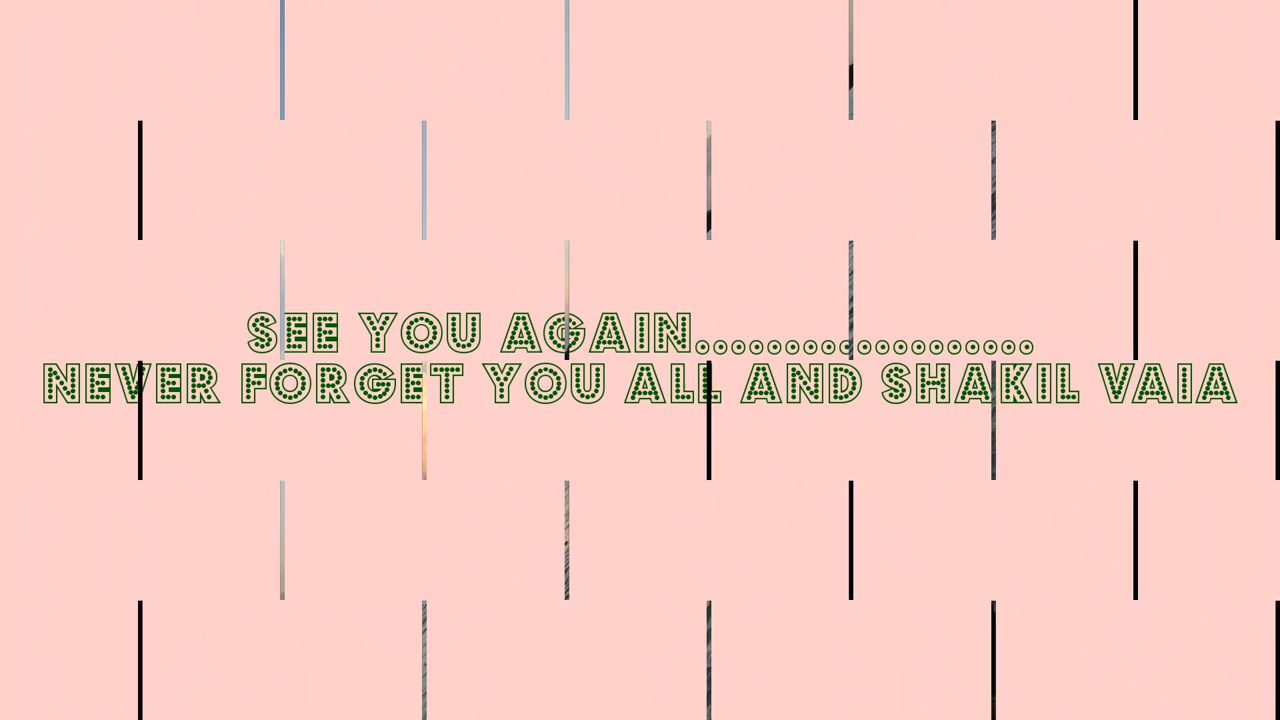 SEE YOU AGAIN...................
NEVER FORGET YOU ALL AND SHAKIL VAIA